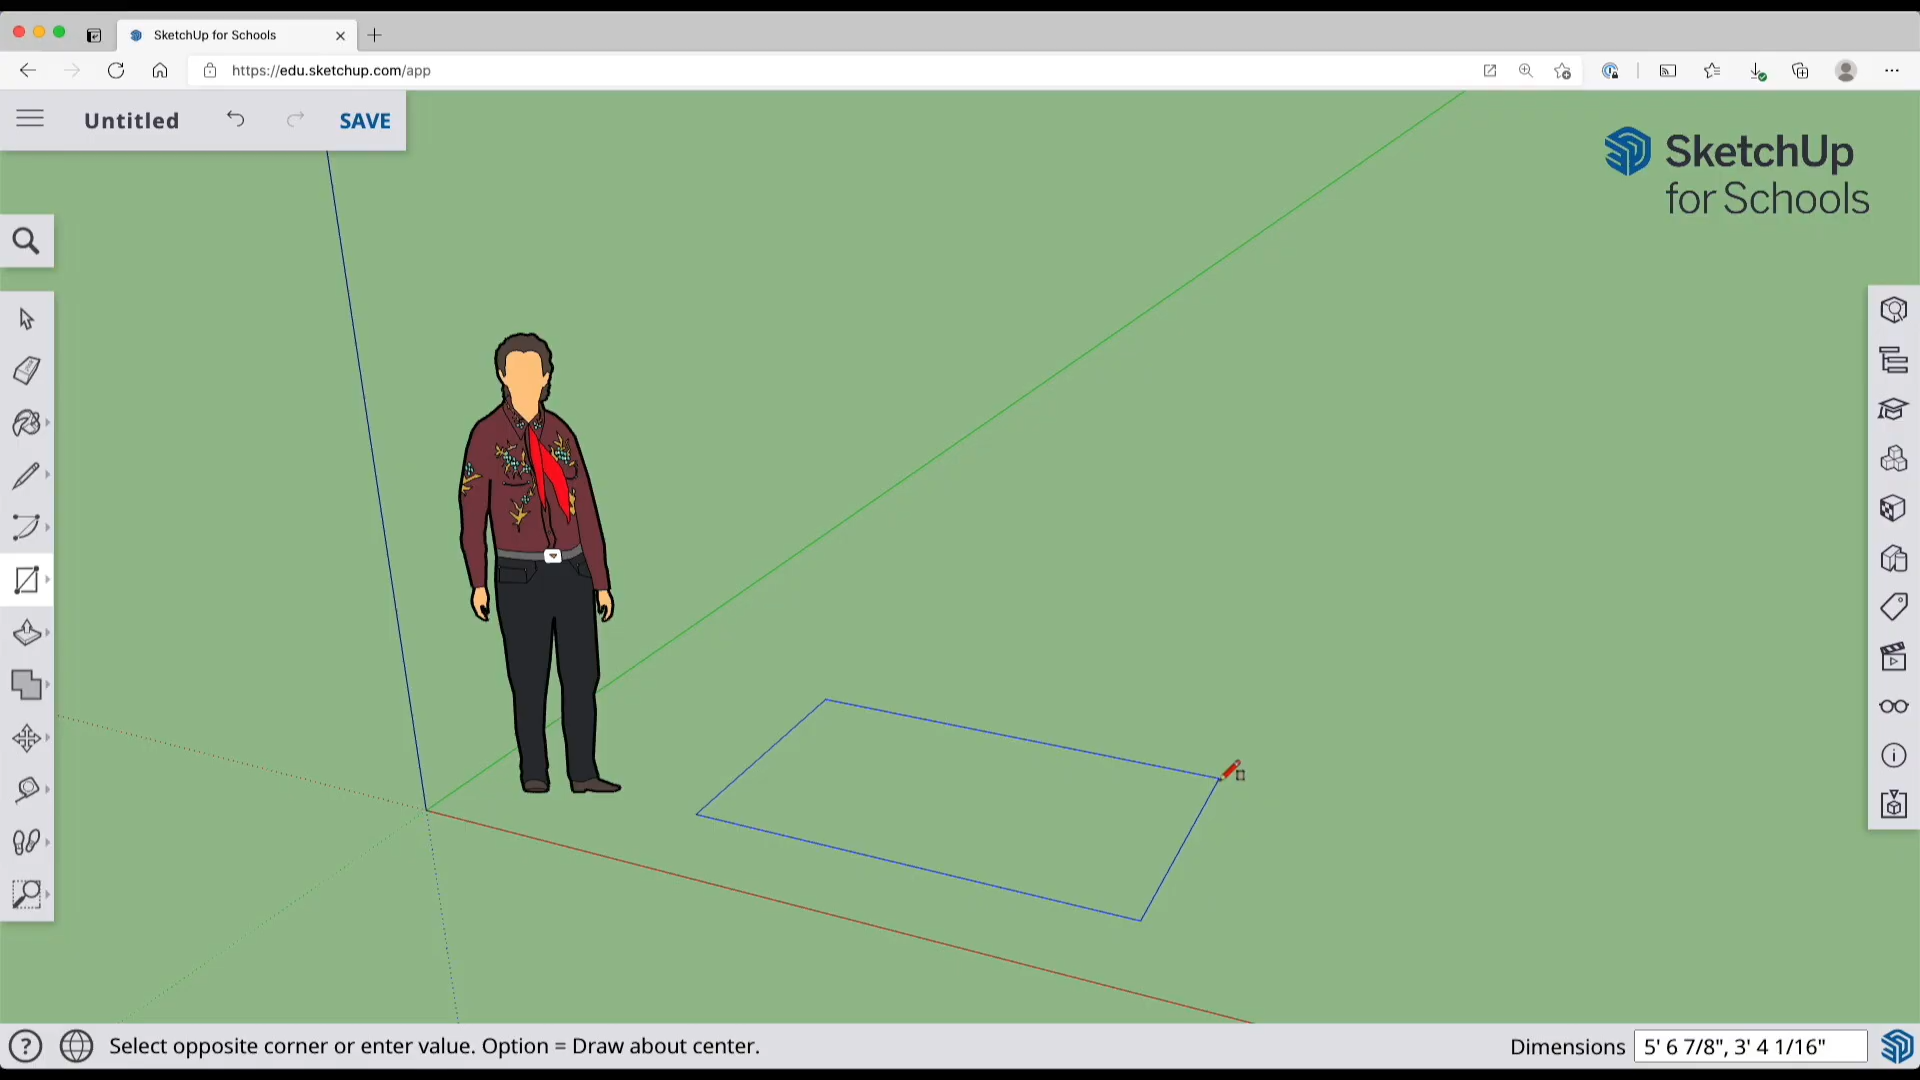 SketchUp for Schools
https://edu.sketchup.com/app
Untitled
SAVE
SketchUp
for Schools
Select opposite corner or enter value. Option = Draw about center.
Dimensions
5' 6 7/8", 3' 4 1/16"